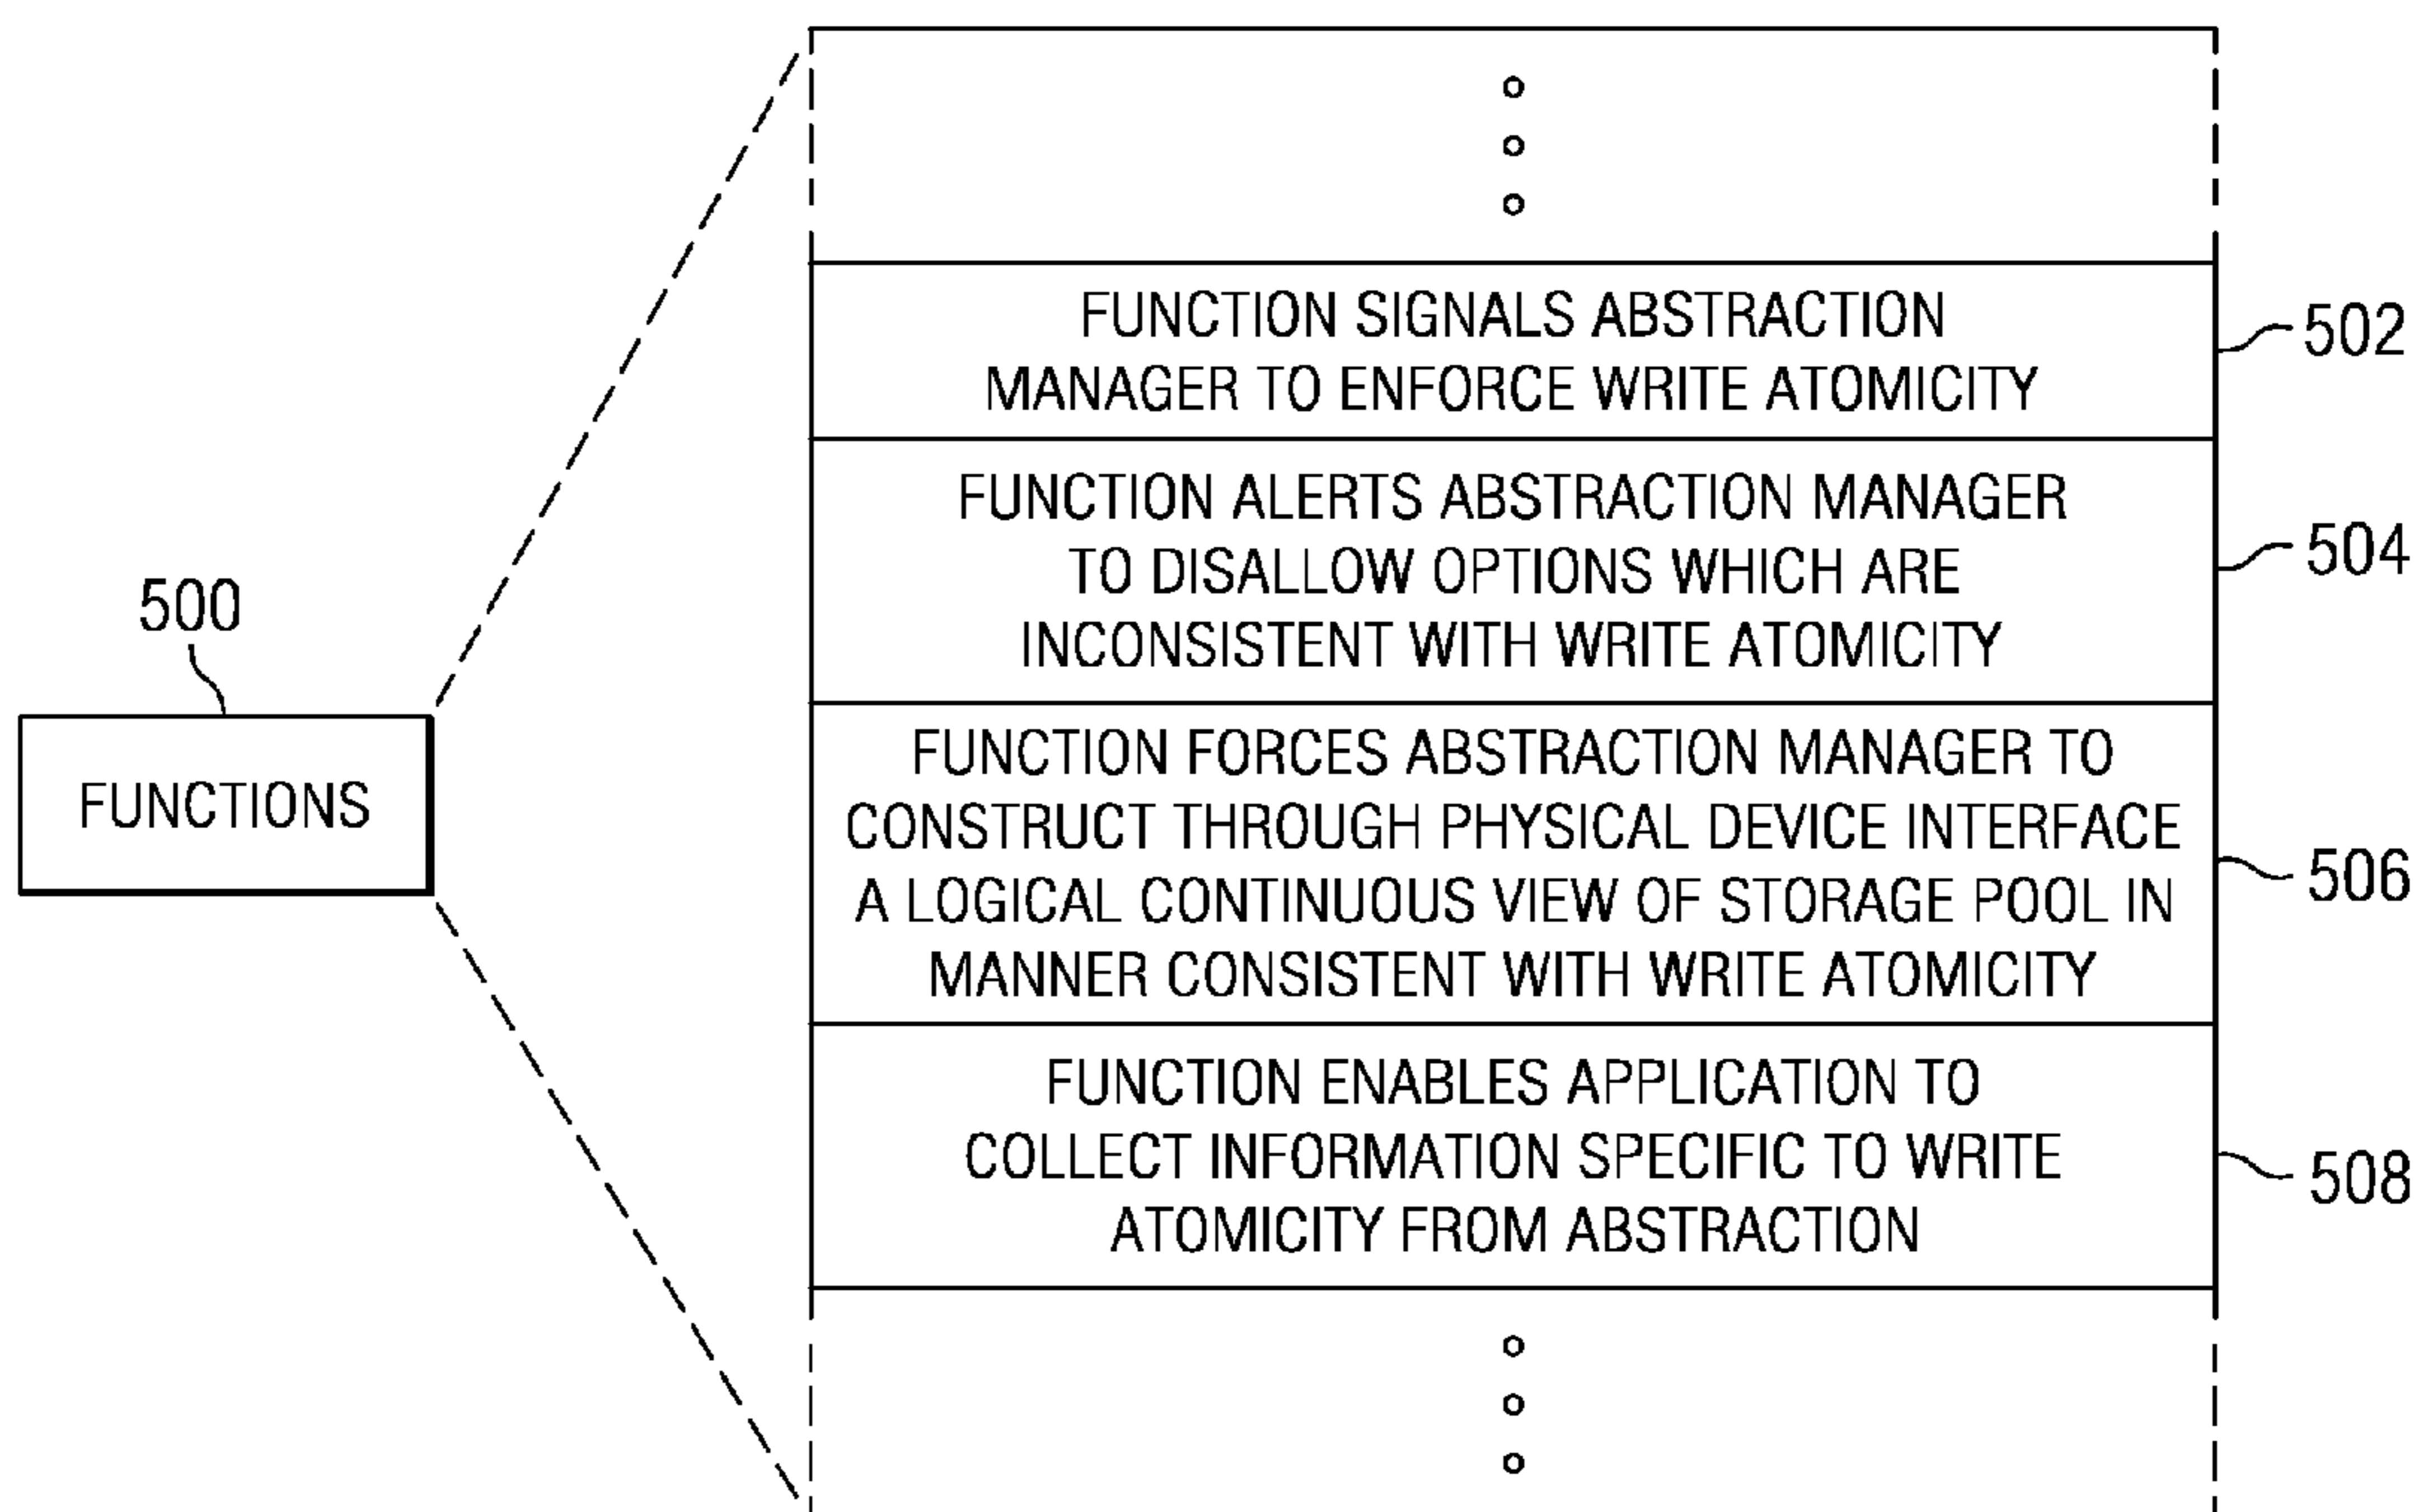 500
FUNCTIONS
FUNCTION SIGNALS ABSTRACTION
MANAGER TO ENFORCE WRITE ATOMICITY
502
FUNCTION ALERTS ABSTRACTION MANAGER
TO DISALLOW OPTIONS WHICH ARE
INCONSISTENT WITH WRITE ATOMICITY
504
FUNCTION FORCES ABSTRACTION MANAGER TO
CONSTRUCT THROUGH PHYSICAL DEVICE INTERFACE
A LOGICAL CONTINUOUS VIEW OF STORAGE POOL IN
MANNER CONSISTENT WITH WRITE ATOMICITY
506
FUNCTION ENABLES APPLICATION TO
COLLECT INFORMATION SPECIFIC TO WRITE
ATOMICITY FROM ABSTRACTION
508